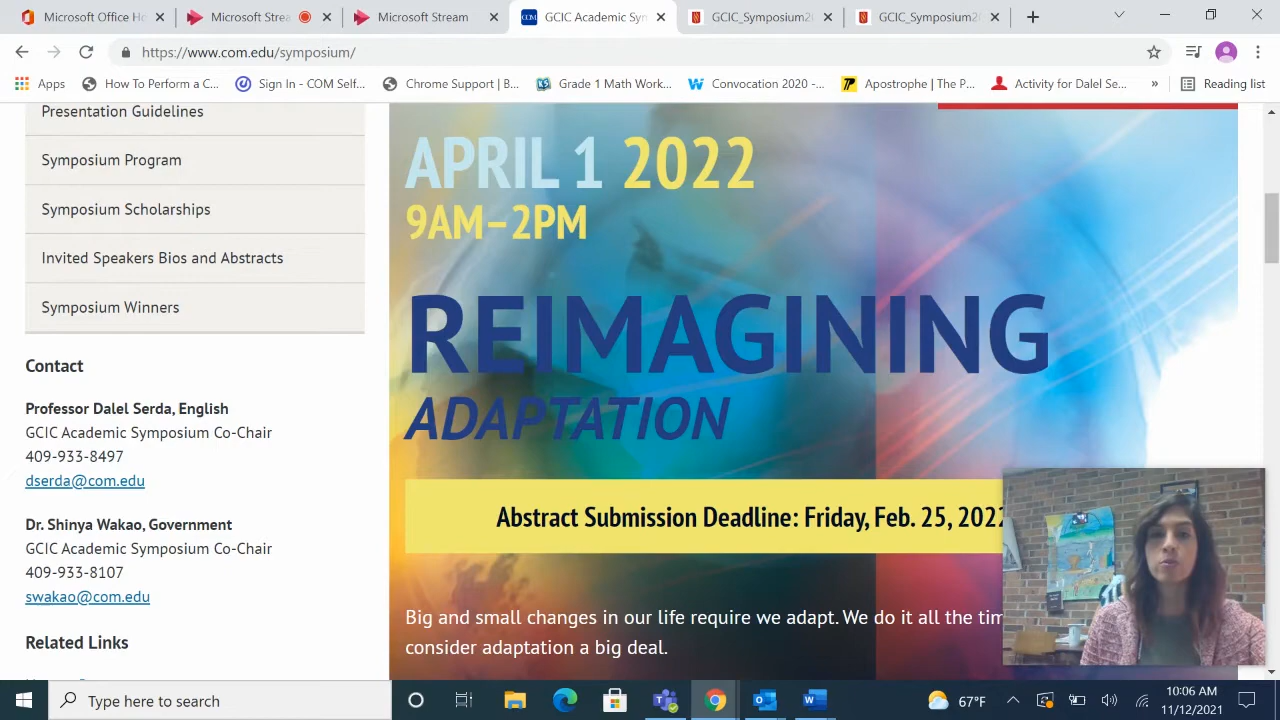 Microsoft Office Ho
Microsoft Strea
Microsoft Stream
COM
GCIC Academic Sym
GCIC_Symposium2
GCIC_Symposium2
https://www.com.edu/symposium/
Apps
How To Perform a C...
Sign In - COM Self...
Chrome Support | B...
Grade 1 Math Work...
Convocation 2020 -...
Apostrophe | The P...
Activity for Dalel Se...
»
Reading list
Presentation Guidelines
Symposium Program
Symposium Scholarships
Invited Speakers Bios and Abstracts
Symposium Winners
Contact
Professor Dalel Serda, English
GCIC Academic Symposium Co-Chair
409-933-8497
dserda@com.edu
Dr. Shinya Wakao, Government
GCIC Academic Symposium Co-Chair
409-933-8107
swakao@com.edu
Related Links
APRIL 1 2022
9AM–2PM
REIMAGINING
ADAPTATION
Abstract Submission Deadline: Friday, Feb. 25, 2022
Big and small changes in our life require we adapt. We do it all the tim
consider adaptation a big deal.
Type here to search
67°F
10:06 AM
11/12/2021